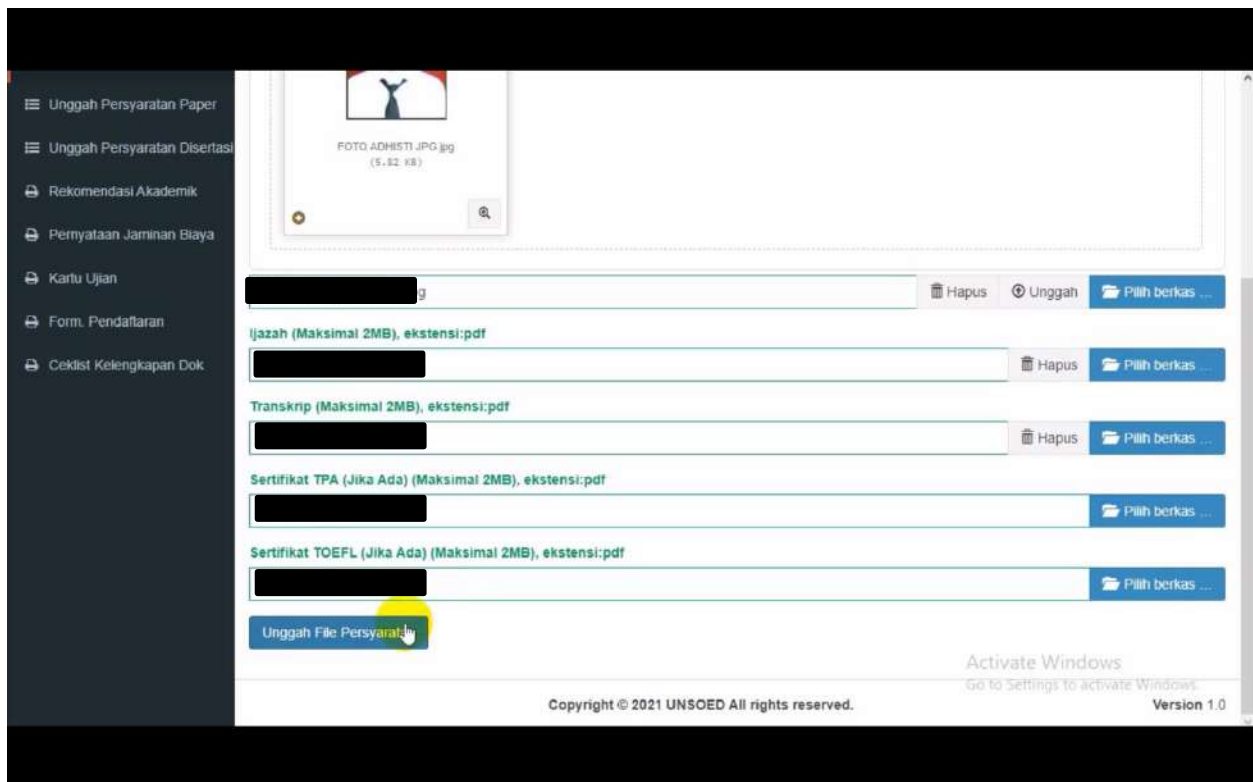 Unggah Persyaratan Paper
Unggah Persyaratan Disertasi
Rekomendasi Akademik
Pernyataan Jaminan Biaya
Kartu Ujian
Form. Pendaftaran
Ceklist Kelengkapan Dok
FOTO ADHISTI JPG.jpg
(5.82 KB)
g Hapus Unggah Pilih berkas ...
Ijazah (Maksimal 2MB), ekstensi:pdf
Hapus Pilih berkas ...
Transkrip (Maksimal 2MB), ekstensi:pdf
Hapus Pilih berkas ...
Sertifikat TPA (Jika Ada) (Maksimal 2MB), ekstensi:pdf
Pilih berkas ...
Sertifikat TOEFL (Jika Ada) (Maksimal 2MB), ekstensi:pdf
Pilih berkas ...
Unggah File Persyaratan
Activate Windows
Go to Settings to activate Windows.
Copyright © 2021 UNSOED All rights reserved. Version 1.0